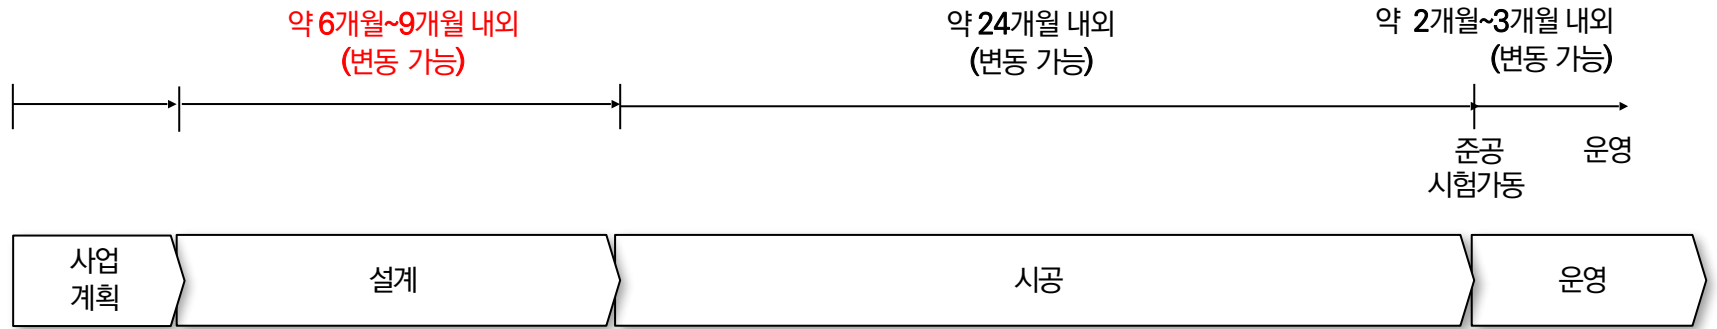 약 6개월~9개월 내외
(변동 가능)
약 24개월 내외
(변동 가능)
약 2개월~3개월 내외
(변동 가능)
준공
시험가동
운영
사업
계획
설계
시공
운영